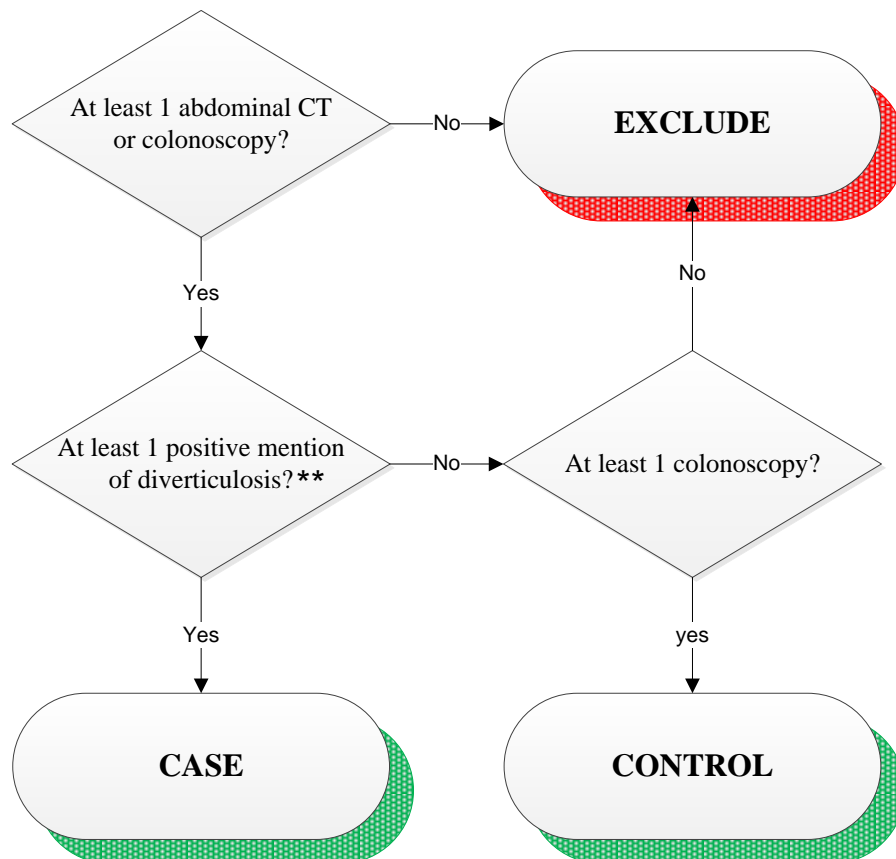 At least 1 abdominal CT
or colonoscopy?
No
EXCLUDE
Yes
No
At least 1 positive mention
of diverticulosis?**
No
At least 1 colonoscopy?
Yes
yes
CASE
CONTROL